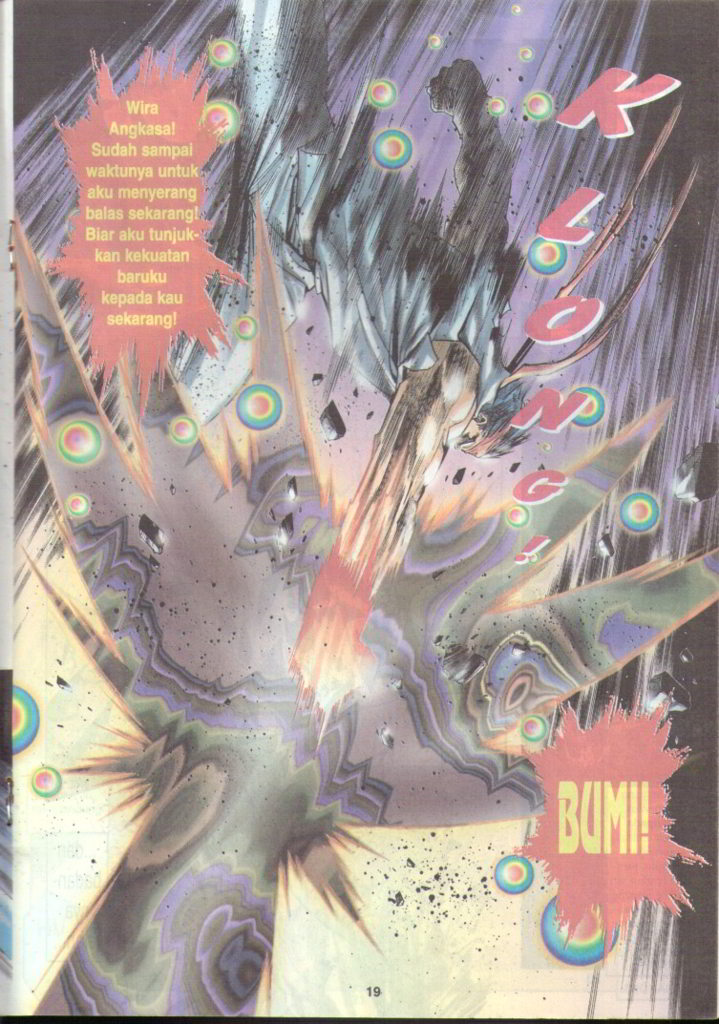 Wira
Angkasa!
Sudah sampai
waktunya untuk
aku menyerang
balas sekarang!
Biar aku tunjuk-
kan kekuatan
baruku
kepada kau
sekarang!
KLONG!
BUMI!
19